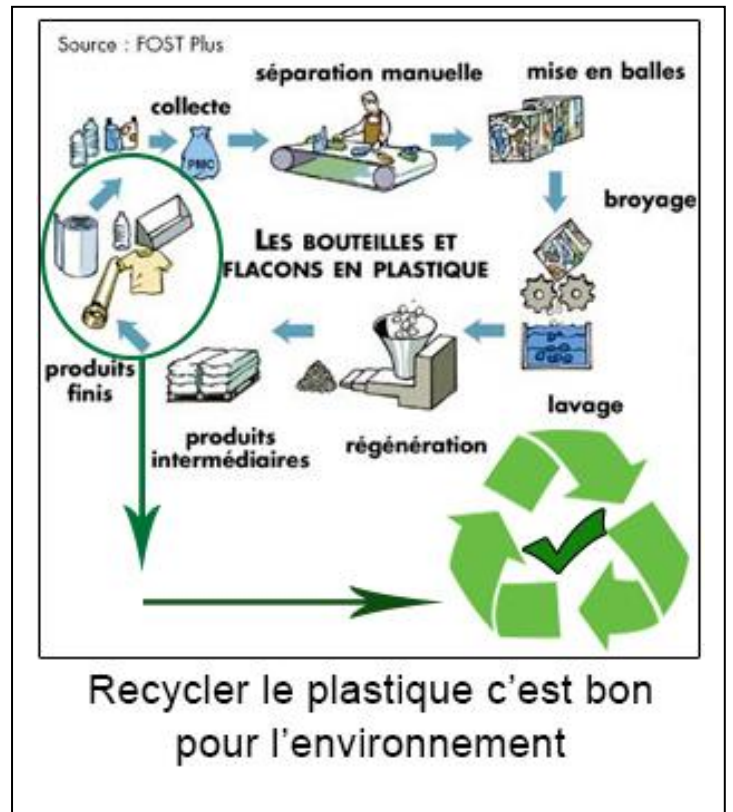 Source : FOST Plus
séparation manuelle
mise en balles
collecte
PMC
broyage
LES BOUTEILLES ET
FLACONS EN PLASTIQUE
produits
finis
lavage
produits
intermédiaires
régénération
Recycler le plastique c’est bon
pour l’environnement